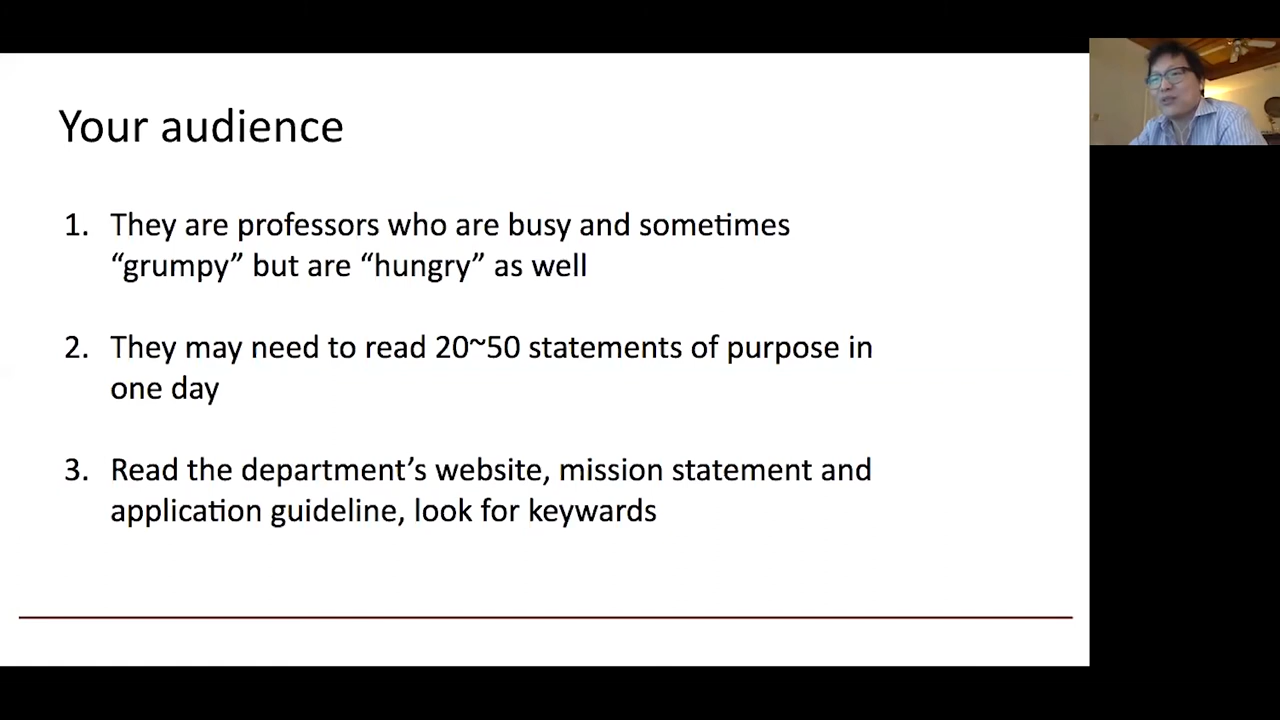 Your audience
1. They are professors who are busy and sometimes
“grumpy” but are “hungry” as well
2. They may need to read 20~50 statements of purpose in
one day
3. Read the department’s website, mission statement and
application guideline, look for keywards